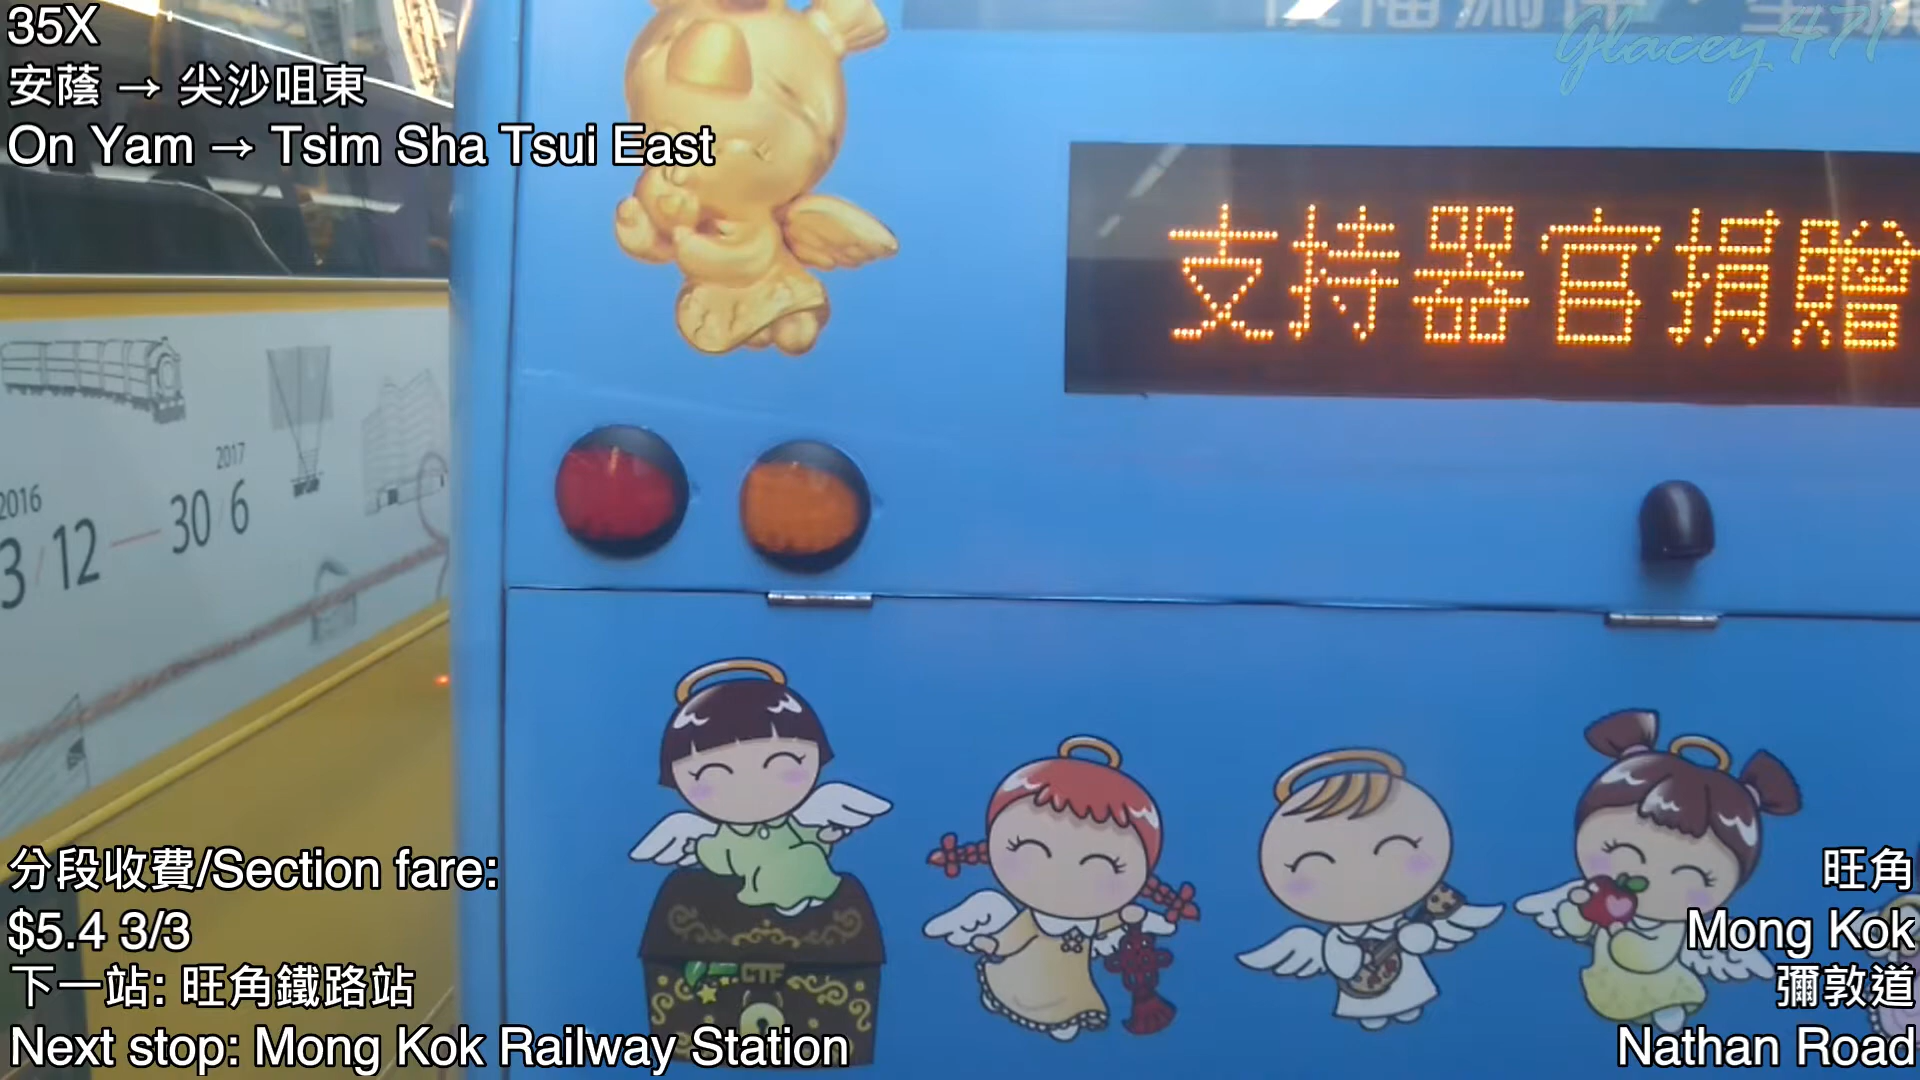 35X
安蔭 → 尖沙咀東
On Yam → Tsim Sha Tsui East
Glacey471
支持器官捐贈
2016
2017
3/12 — 30/6
CTF
分段收費/Section fare:
$5.4 3/3
下一站: 旺角鐵路站
Next stop: Mong Kok Railway Station
旺角
Mong Kok
彌敦道
Nathan Road